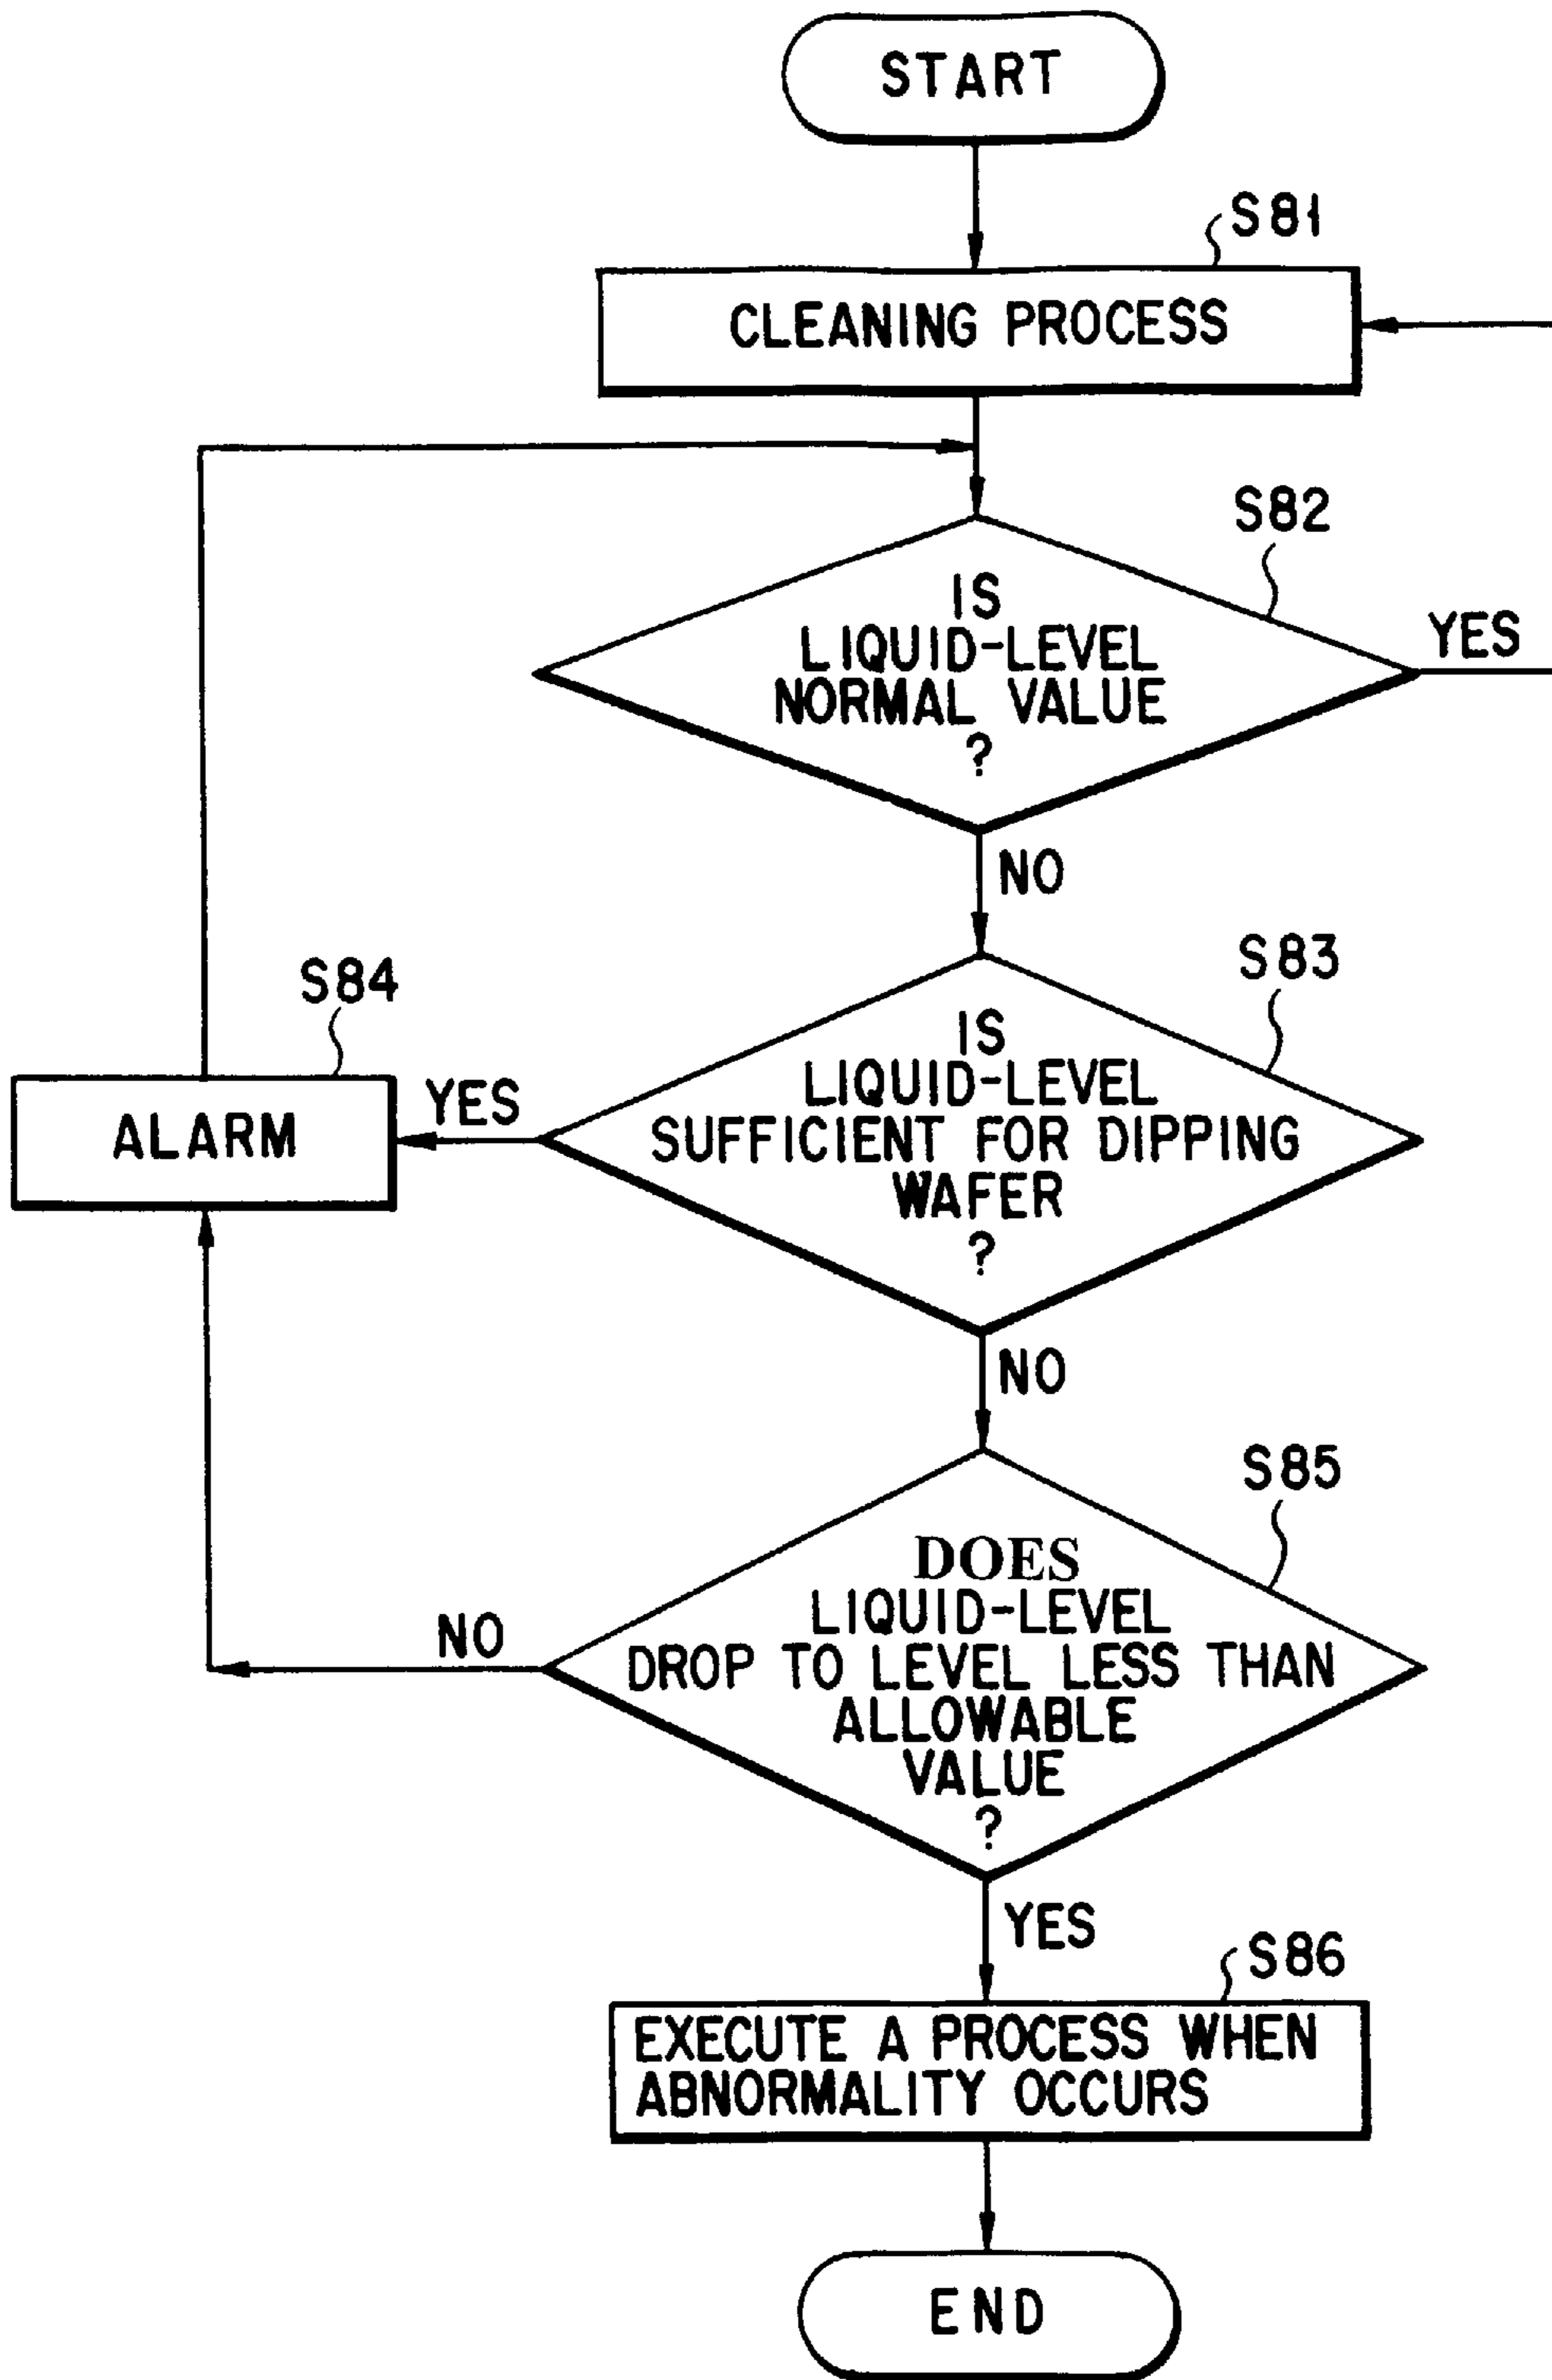 START
S81
CLEANING PROCESS
S82
IS
LIQUID-LEVEL
NORMAL VALUE
?
YES
NO
S83
IS
LIQUID-LEVEL
SUFFICIENT FOR DIPPING
WAFER
?
YES
S84
ALARM
NO
S85
DOES
LIQUID-LEVEL
DROP TO LEVEL LESS THAN
ALLOWABLE
VALUE
?
NO
YES
S86
EXECUTE A PROCESS WHEN
ABNORMALITY OCCURS
END